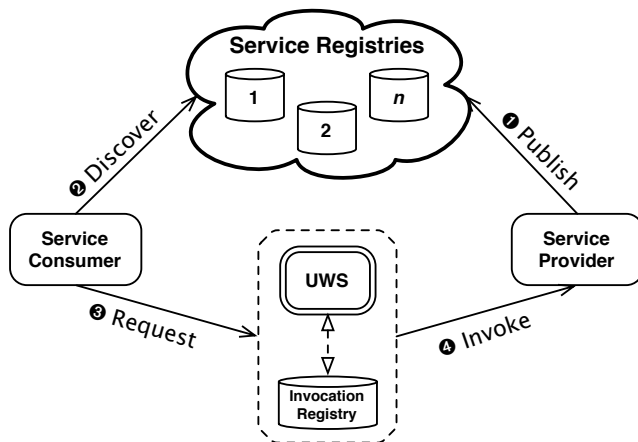 Service Registries
1
2
n
❷ Discover
❶ Publish
Service
Consumer
UWS
Service
Provider
❸ Request
❹ Invoke
Invocation
Registry